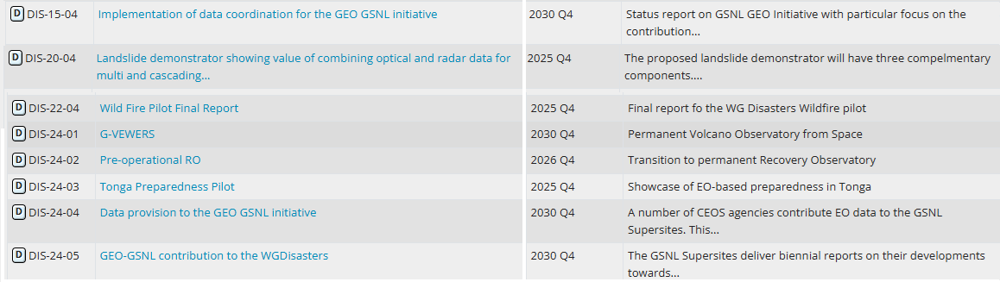 D DIS-15-04 Implementation of data coordination for the GEO GSNL initiative 2030 Q4 Status report on GSNL GEO Initiative with particular focus on the
contribution...
D DIS-20-04 Landslide demonstrator showing value of combining optical and radar data for 2025 Q4 The proposed landslide demonstrator will have three compelmentary
multi and cascading... components....
D DIS-22-04 Wild Fire Pilot Final Report 2025 Q4 Final report fo the WG Disasters Wildfire pilot
D DIS-24-01 G-VEWERS 2030 Q4 Permanent Volcano Observatory from Space
D DIS-24-02 Pre-operational RO 2026 Q4 Transition to permanent Recovery Observatory
D DIS-24-03 Tonga Preparedness Pilot 2025 Q4 Showcase of EO-based preparedness in Tonga
D DIS-24-04 Data provision to the GEO GSNL initiative 2030 Q4 A number of CEOS agencies contribute EO data to the GSNL
Supersites. This...
D DIS-24-05 GEO-GSNL contribution to the WGDisasters 2030 Q4 The GSNL Supersites deliver biennial reports on their developments
towards...